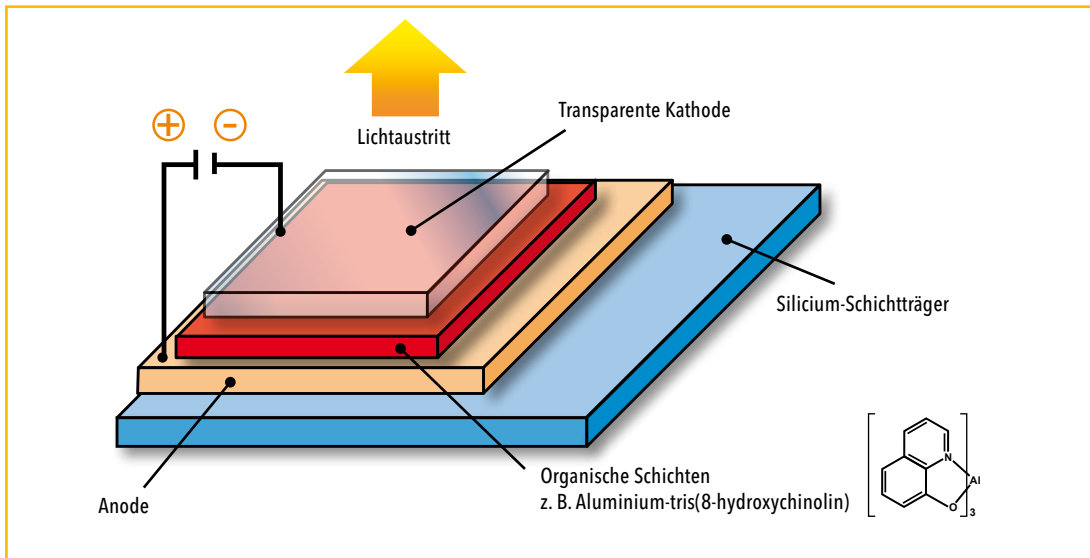 Transparente Kathode
+ -
Lichtaustritt
Silicium-Schichtträger
Organische Schichten
z. B. Aluminium-tris(8-hydroxychinolin)
Anode
N
Al
O
3